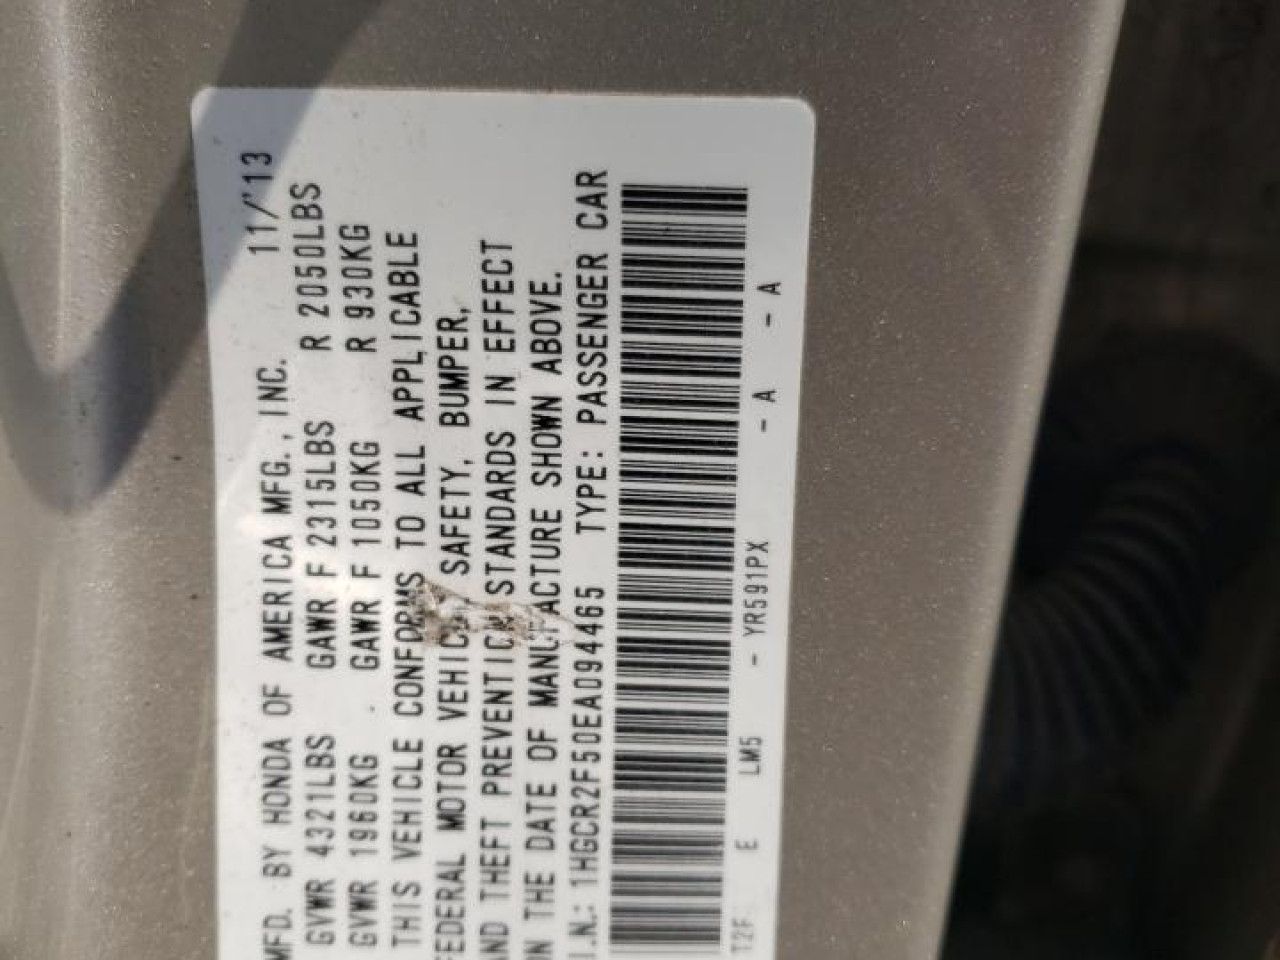 MFD. BY HONDA OF AMERICA MFG., INC. 11/'13
GVWR 4321LBS GAWR F 2315LBS R 2050LBS
GVWR 1960KG GAWR F 1050KG R 930KG
THIS VEHICLE CONFORMS TO ALL APPLICABLE
FEDERAL MOTOR VEHICLE SAFETY, BUMPER,
AND THEFT PREVENTION STANDARDS IN EFFECT
ON THE DATE OF MANUFACTURE SHOWN ABOVE.
I.N.: 1HGCR2F50EA094465 TYPE: PASSENGER CAR
T2F E LM5 - YR591PX - A - A